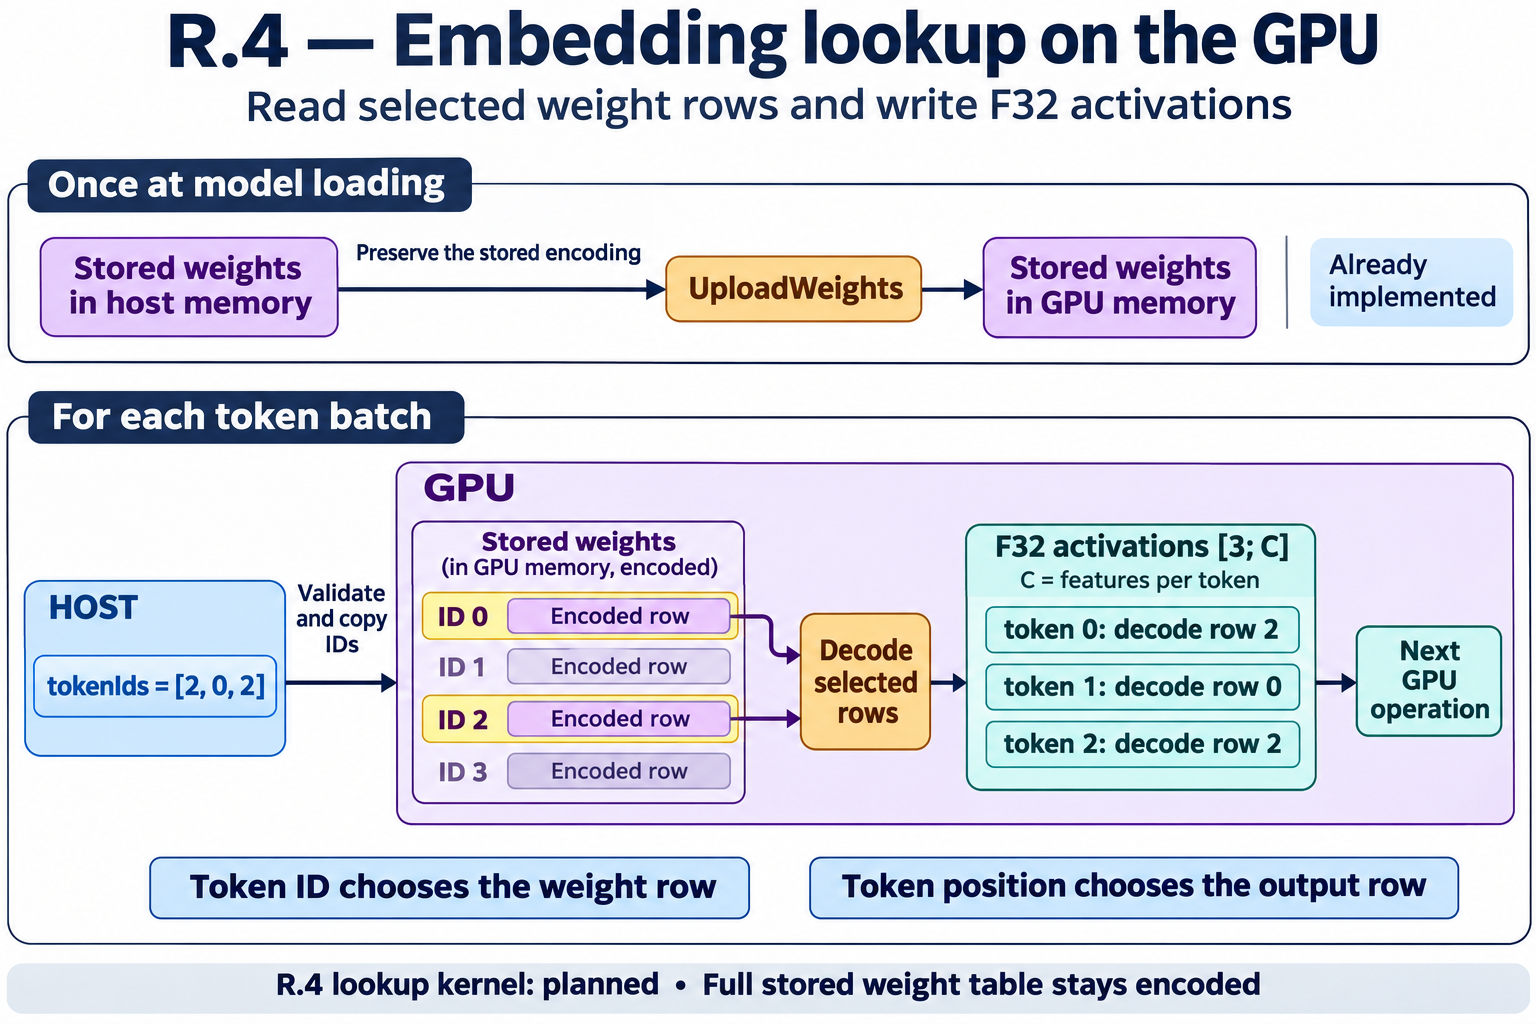 R.4 — Embedding lookup on the GPU
Read selected weight rows and write F32 activations
Once at model loading
Stored weights
in host memory
Preserve the stored encoding
UploadWeights
Stored weights
in GPU memory
Already
implemented
For each token batch
HOST
tokenIds = [2, 0, 2]
Validate
and copy
IDs
GPU
Stored weights
(in GPU memory, encoded)
ID 0 Encoded row
ID 1 Encoded row
ID 2 Encoded row
ID 3 Encoded row
Decode
selected
rows
F32 activations [3; C]
C = features per token
token 0: decode row 2
token 1: decode row 0
token 2: decode row 2
Next
GPU
operation
Token ID chooses the weight row
Token position chooses the output row
R.4 lookup kernel: planned • Full stored weight table stays encoded